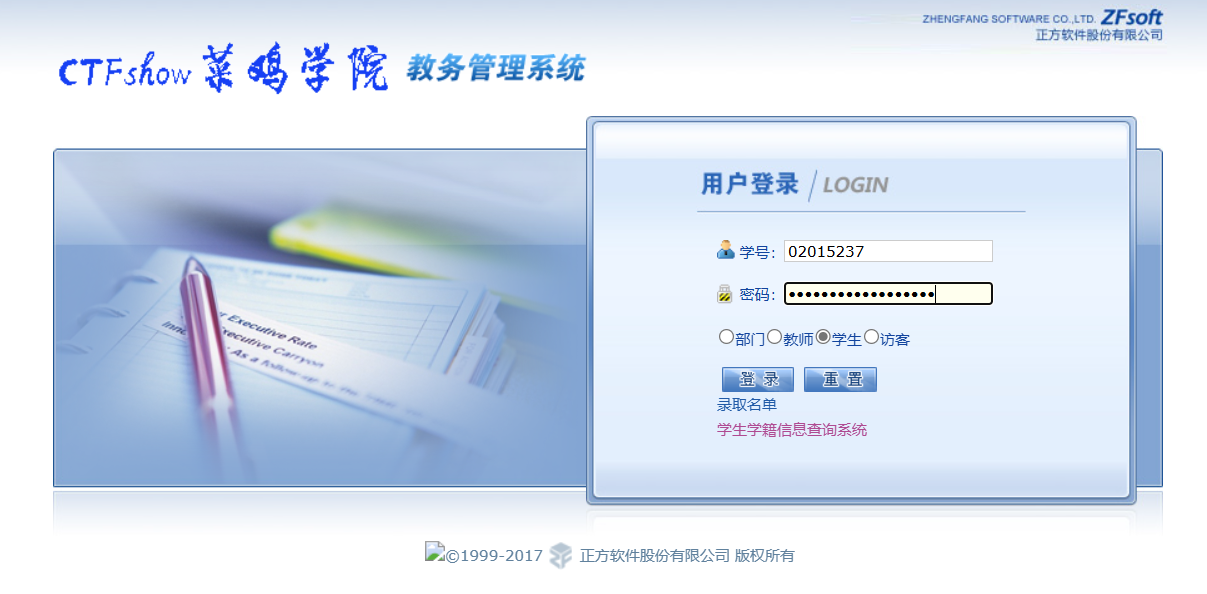 ZHENGFANG SOFTWARE CO.,LTD. ZFsoft
正方软件股份有限公司
CTFshow 菜鸡学院 教务管理系统
用户登录 / LOGIN
学号: 02015237
密码: ••••••••••••••••••
部门 教师 学生 访客
登 录 重 置
录取名单
学生学籍信息查询系统
Executive Rate
Executive Carryon
As a follow-up to the
©1999-2017 正方软件股份有限公司 版权所有